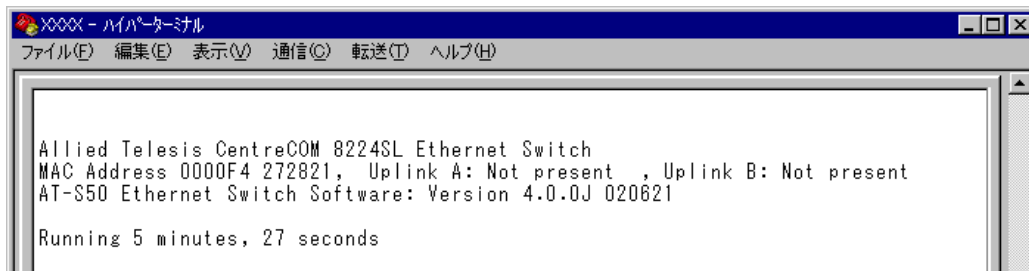 XXXX - ハイパーターミナル
ファイル(F) 編集(E) 表示(V) 通信(C) 転送(T) ヘルプ(H)
Allied Telesis CentreCOM 8224SL Ethernet Switch
MAC Address 0000F4 272821, Uplink A: Not present , Uplink B: Not present
AT-S50 Ethernet Switch Software: Version 4.0.0J 020621
Running 5 minutes, 27 seconds